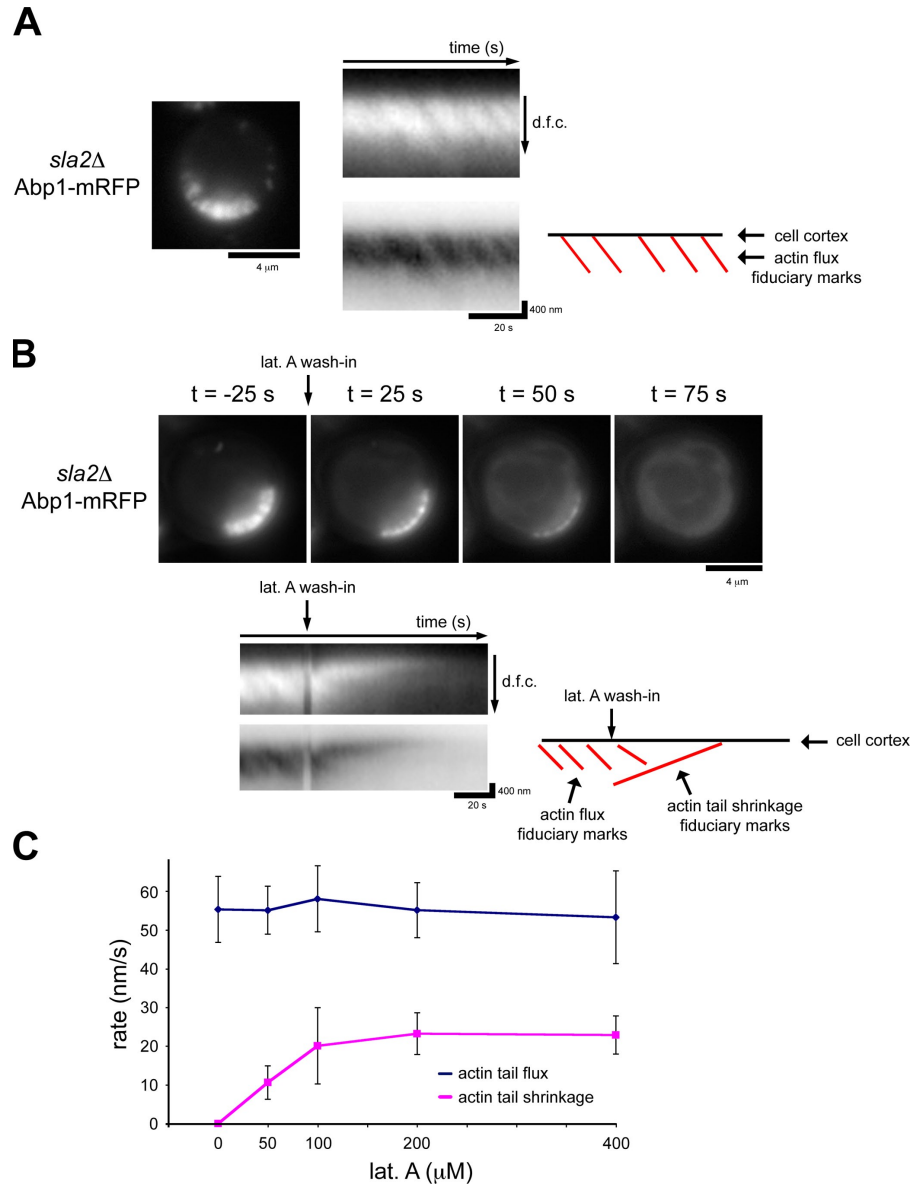 A
time (s)
d.f.c.
sla2Δ
Abp1-mRFP
4 μm
cell cortex
actin flux
fiduciary marks
400 nm
20 s
B
lat. A wash-in
t = -25 s
t = 25 s
t = 50 s
t = 75 s
sla2Δ
Abp1-mRFP
4 μm
lat. A wash-in
time (s)
d.f.c.
lat. A wash-in
cell cortex
400 nm
20 s
actin flux
fiduciary marks
actin tail shrinkage
fiduciary marks
C
rate (nm/s)
60
50
40
30
20
10
0
actin tail flux
actin tail shrinkage
0 50 100 200 400
lat. A (μM)